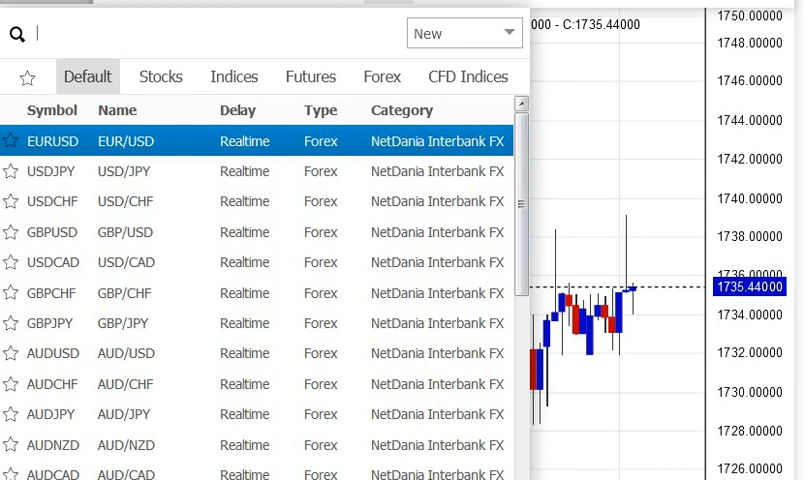 New
000 - C:1735.44000
Default Stocks Indices Futures Forex CFD Indices
Symbol Name Delay Type Category
EURUSD EUR/USD Realtime Forex NetDania Interbank FX
USDJPY USD/JPY Realtime Forex NetDania Interbank FX
USDCHF USD/CHF Realtime Forex NetDania Interbank FX
GBPUSD GBP/USD Realtime Forex NetDania Interbank FX
USDCAD USD/CAD Realtime Forex NetDania Interbank FX
GBPCHF GBP/CHF Realtime Forex NetDania Interbank FX
GBPJPY GBP/JPY Realtime Forex NetDania Interbank FX
AUDUSD AUD/USD Realtime Forex NetDania Interbank FX
AUDCHF AUD/CHF Realtime Forex NetDania Interbank FX
AUDJPY AUD/JPY Realtime Forex NetDania Interbank FX
AUDNZD AUD/NZD Realtime Forex NetDania Interbank FX
AUDCAD AUD/CAD Realtime Forex NetDania Interbank FX
1750.00000
1748.00000
1746.00000
1744.00000
1742.00000
1740.00000
1738.00000
1736.00000
1735.44000
1734.00000
1732.00000
1730.00000
1728.00000
1726.00000